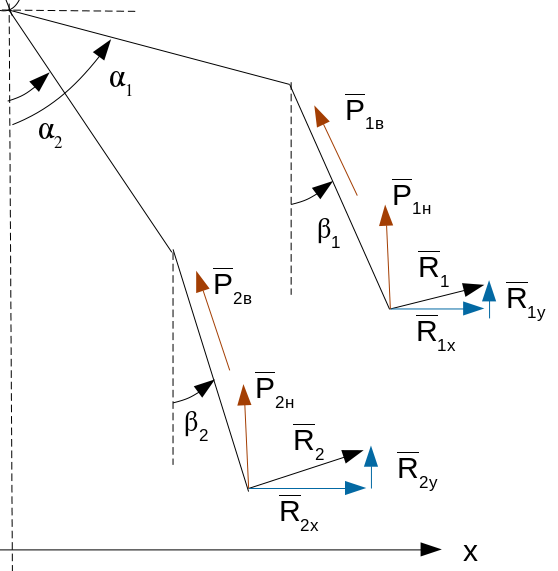 α₁
α₂
P̅₁в
β₁
P̅₁н
R̅₁
R̅₁y
R̅₁x
P̅₂в
β₂
P̅₂н
R̅₂
R̅₂y
R̅₂x
x